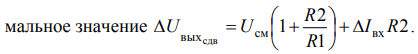 мальное значение ΔU_{вых_{сдв}} = U_{см}(1 + R2/R1) + ΔI_{вх} R2.